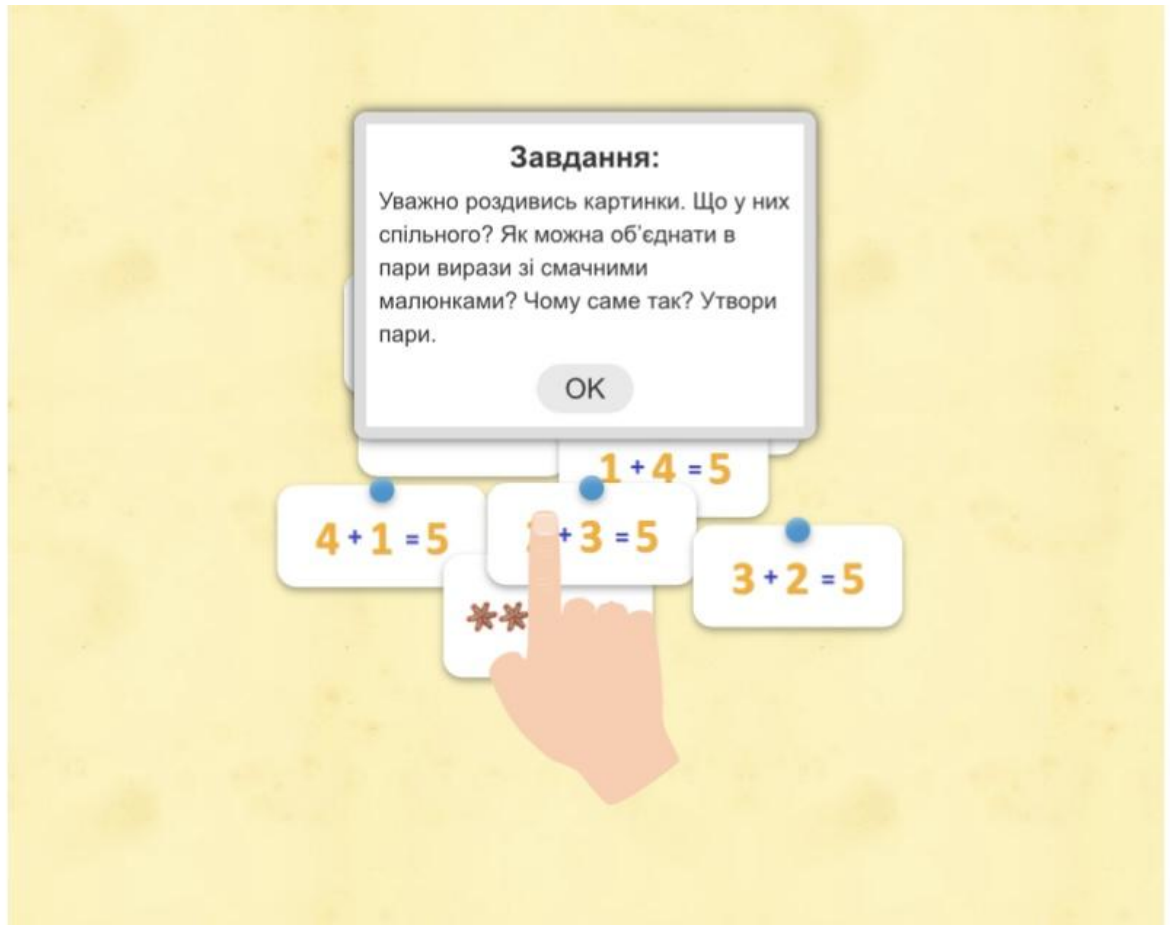 Завдання:
Уважно роздивись картинки. Що у них
спільного? Як можна об’єднати в
пари вирази зі смачними
малюнками? Чому саме так? Утвори
пари.
OK
1 + 4 = 5
4 + 1 = 5
+ 3 = 5
3 + 2 = 5